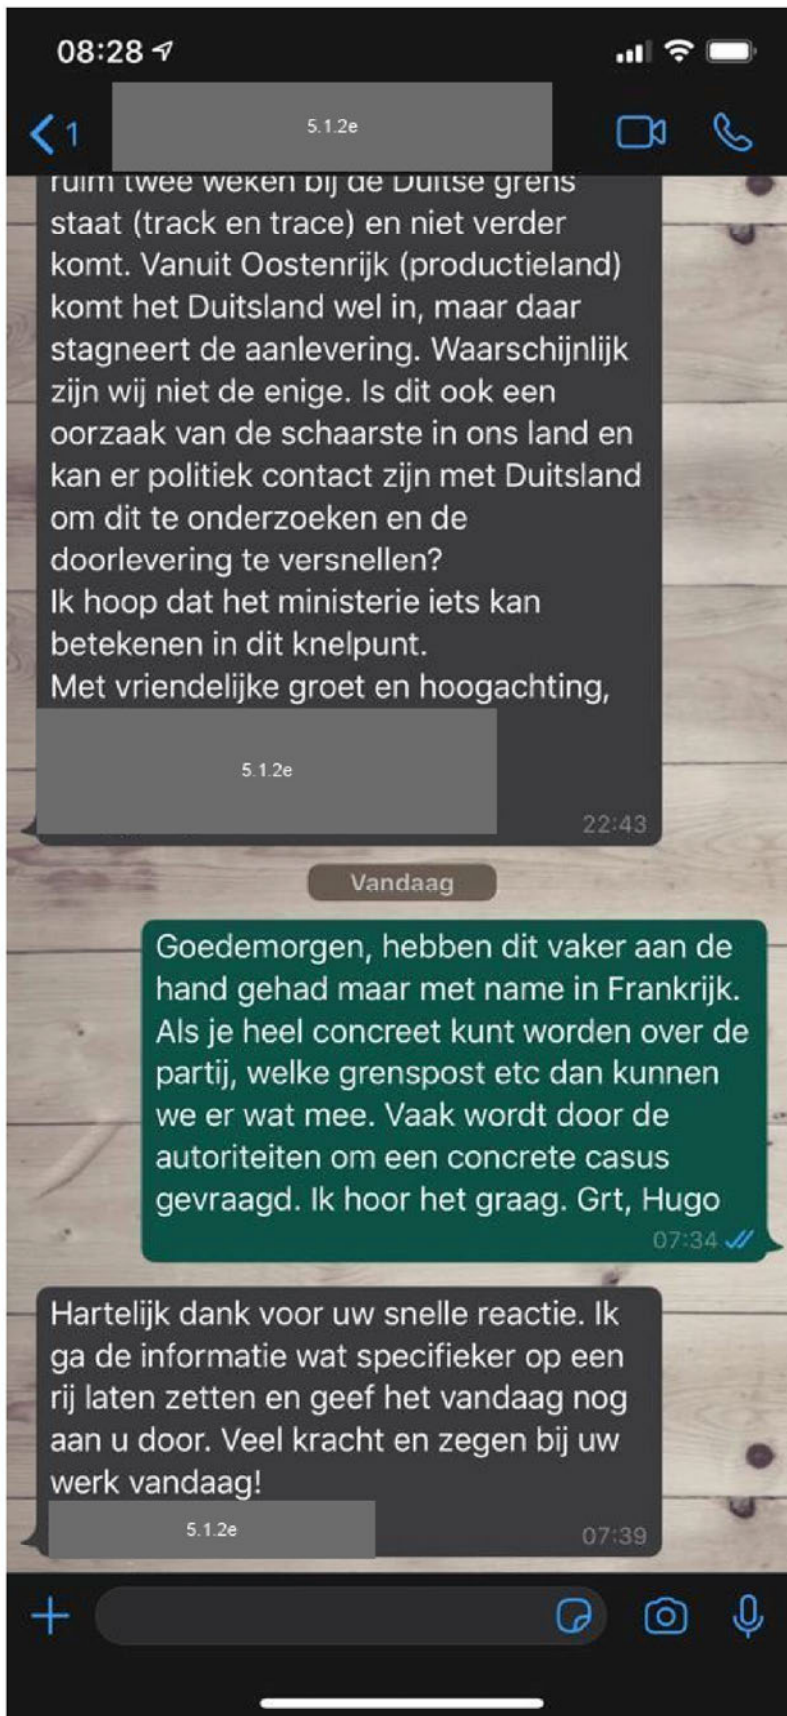 08:28
1
5.1.2e
ruim twee weken bij de Duitse grens
staat (track en trace) en niet verder
komt. Vanuit Oostenrijk (productieland)
komt het Duitsland wel in, maar daar
stagneert de aanlevering. Waarschijnlijk
zijn wij niet de enige. Is dit ook een
oorzaak van de schaarste in ons land en
kan er politiek contact zijn met Duitsland
om dit te onderzoeken en de
doorlevering te versnellen?
Ik hoop dat het ministerie iets kan
betekenen in dit knelpunt.
Met vriendelijke groet en hoogachting,
5.1.2e
22:43
Vandaag
Goedemorgen, hebben dit vaker aan de
hand gehad maar met name in Frankrijk.
Als je heel concreet kunt worden over de
partij, welke grenspost etc dan kunnen
we er wat mee. Vaak wordt door de
autoriteiten om een concrete casus
gevraagd. Ik hoor het graag. Grt, Hugo
07:34
Hartelijk dank voor uw snelle reactie. Ik
ga de informatie wat specifieker op een
rij laten zetten en geef het vandaag nog
aan u door. Veel kracht en zegen bij uw
werk vandaag!
5.1.2e
07:39